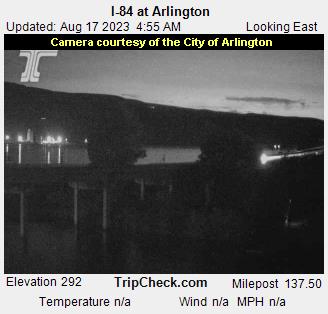 I-84 at Arlington
Updated: Aug 17 2023 4:55 AM Looking East
Camera courtesy of the City of Arlington
Elevation 292 TripCheck.com Milepost 137.50
Temperature n/a Wind n/a MPH n/a